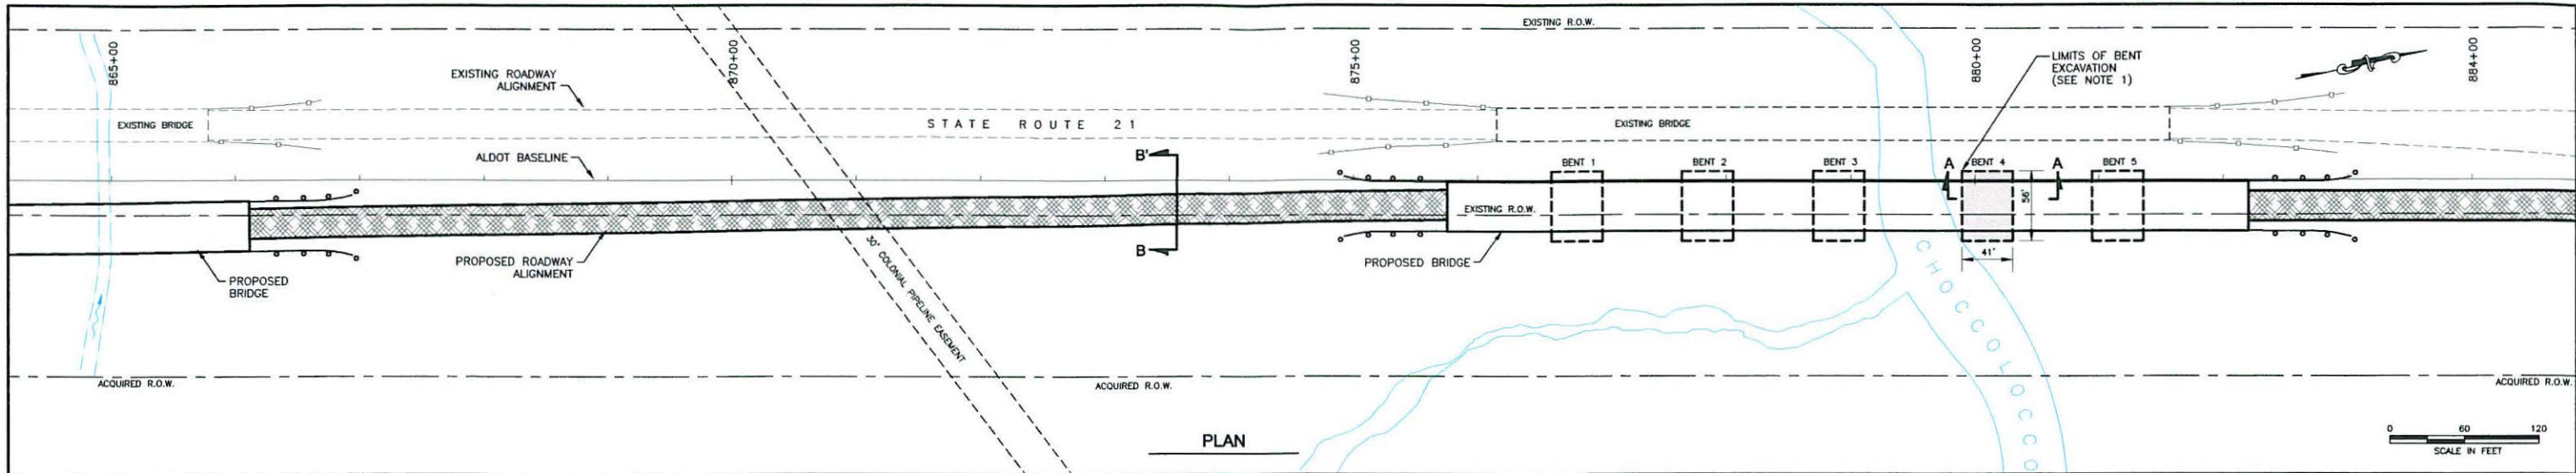 EXISTING R.O.W.
865+00
870+00
875+00
880+00
884+00
LIMITS OF BENT
EXCAVATION
(SEE NOTE 1)
EXISTING ROADWAY
ALIGNMENT
EXISTING BRIDGE
STATE ROUTE 21
EXISTING BRIDGE
ALDOT BASELINE
B'
BENT 1
BENT 2
BENT 3
A
BENT 4
A
BENT 5
56'
EXISTING R.O.W.
30' COLONIAL PIPELINE EASEMENT
B
41'
PROPOSED ROADWAY
ALIGNMENT
PROPOSED BRIDGE
PROPOSED
BRIDGE
CHOCCOLOCCO
ACQUIRED R.O.W.
ACQUIRED R.O.W.
ACQUIRED R.O.W.
PLAN
0 60 120
SCALE IN FEET